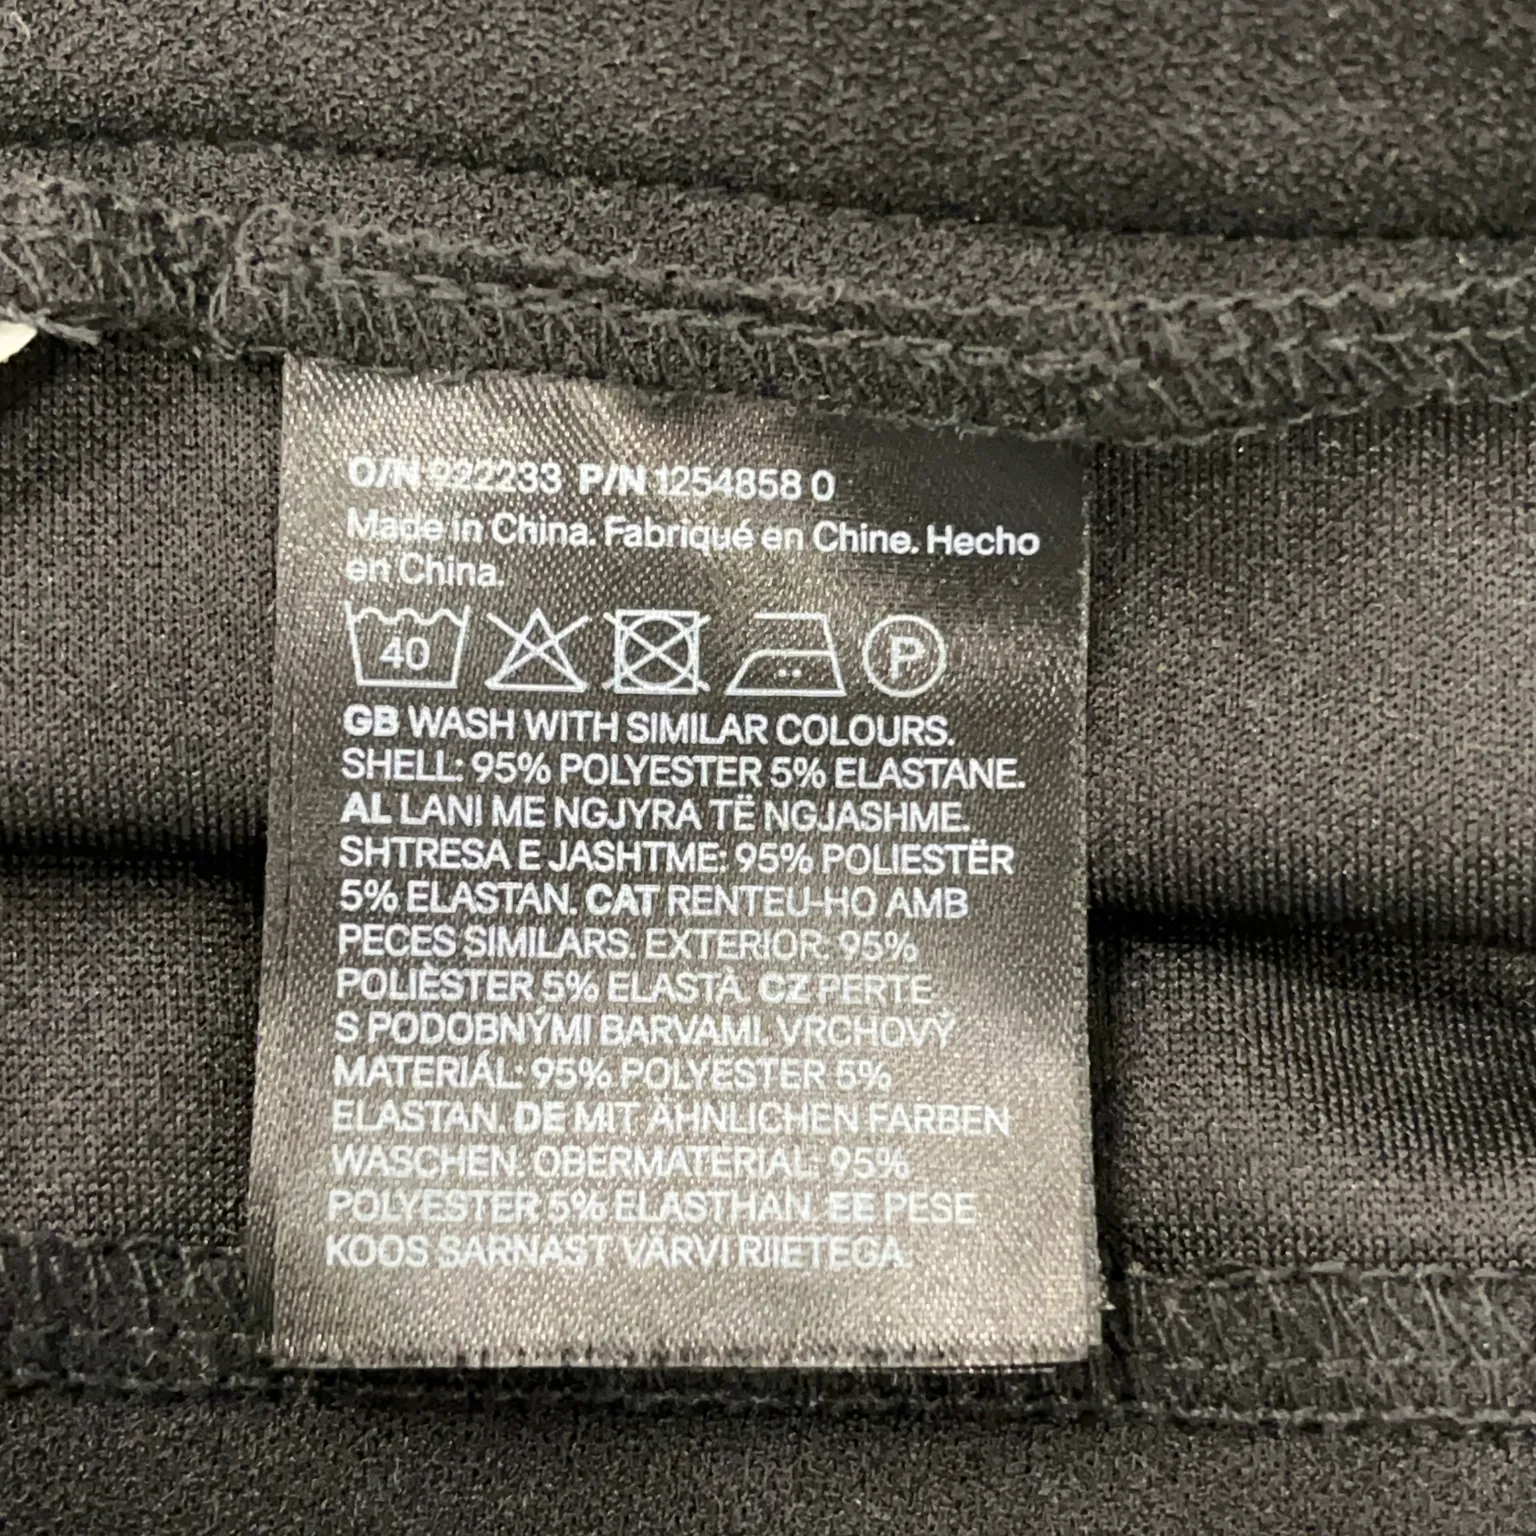 O/N 922233 P/N 1254858 0
Made in China. Fabriqué en Chine. Hecho
en China.
40 P
GB WASH WITH SIMILAR COLOURS.
SHELL: 95% POLYESTER 5% ELASTANE.
AL LANI ME NGJYRA TË NGJASHME.
SHTRESA E JASHTME: 95% POLIESTËR
5% ELASTAN. CAT RENTEU-HO AMB
PECES SIMILARS. EXTERIOR: 95%
POLIÈSTER 5% ELASTÀ. CZ PERTE
S PODOBNÝMI BARVAMI. VRCHOVÝ
MATERIÁL: 95% POLYESTER 5%
ELASTAN. DE MIT ÄHNLICHEN FARBEN
WASCHEN. OBERMATERIAL: 95%
POLYESTER 5% ELASTHAN. EE PESE
KOOS SARNAST VÄRVI RIIETEGA.